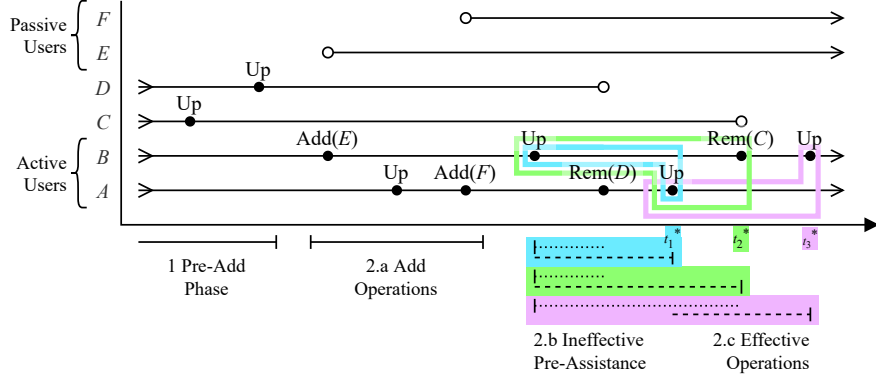 Passive
Users
F
E
D
C
B
A
Active
Users
Up
Up
Add(E)
Up
Rem(C)
Up
Up
Add(F)
Rem(D)
Up
t1*
t2*
t3*
1 Pre-Add
Phase
2.a Add
Operations
2.b Ineffective
Pre-Assistance
2.c Effective
Operations